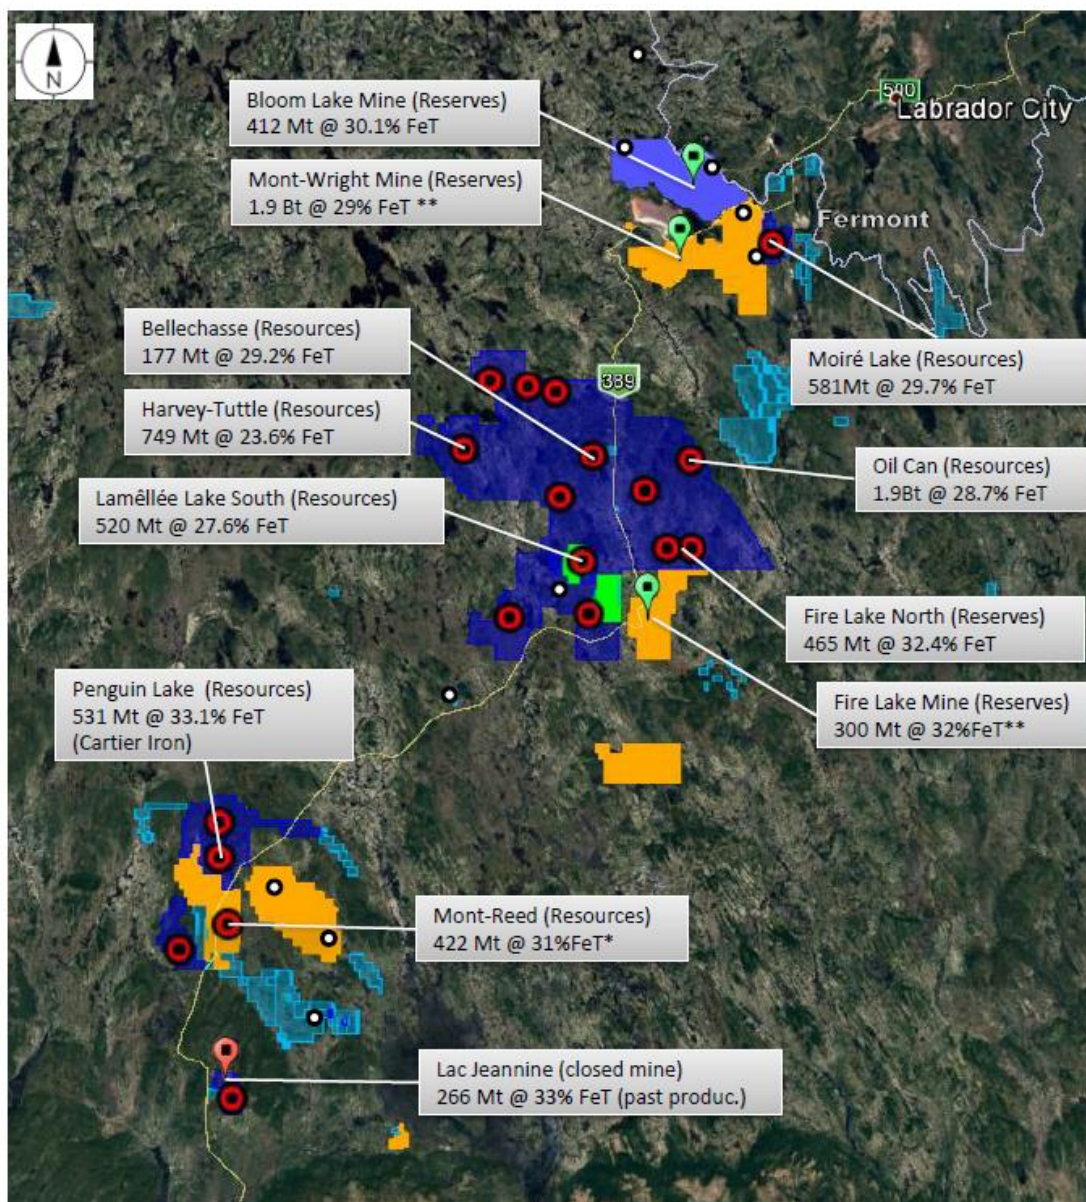 N
590
Labrador City
Bloom Lake Mine (Reserves)
412 Mt @ 30.1% FeT
Mont-Wright Mine (Reserves)
1.9 Bt @ 29% FeT **
Fermont
Bellechasse (Resources)
177 Mt @ 29.2% FeT
Moiré Lake (Resources)
581Mt @ 29.7% FeT
389
Harvey-Tuttle (Resources)
749 Mt @ 23.6% FeT
Oil Can (Resources)
1.9Bt @ 28.7% FeT
Lamêllée Lake South (Resources)
520 Mt @ 27.6% FeT
Fire Lake North (Reserves)
465 Mt @ 32.4% FeT
Penguin Lake (Resources)
531 Mt @ 33.1% FeT
(Cartier Iron)
Fire Lake Mine (Reserves)
300 Mt @ 32%FeT**
Mont-Reed (Resources)
422 Mt @ 31%FeT*
Lac Jeannine (closed mine)
266 Mt @ 33% FeT (past produc.)